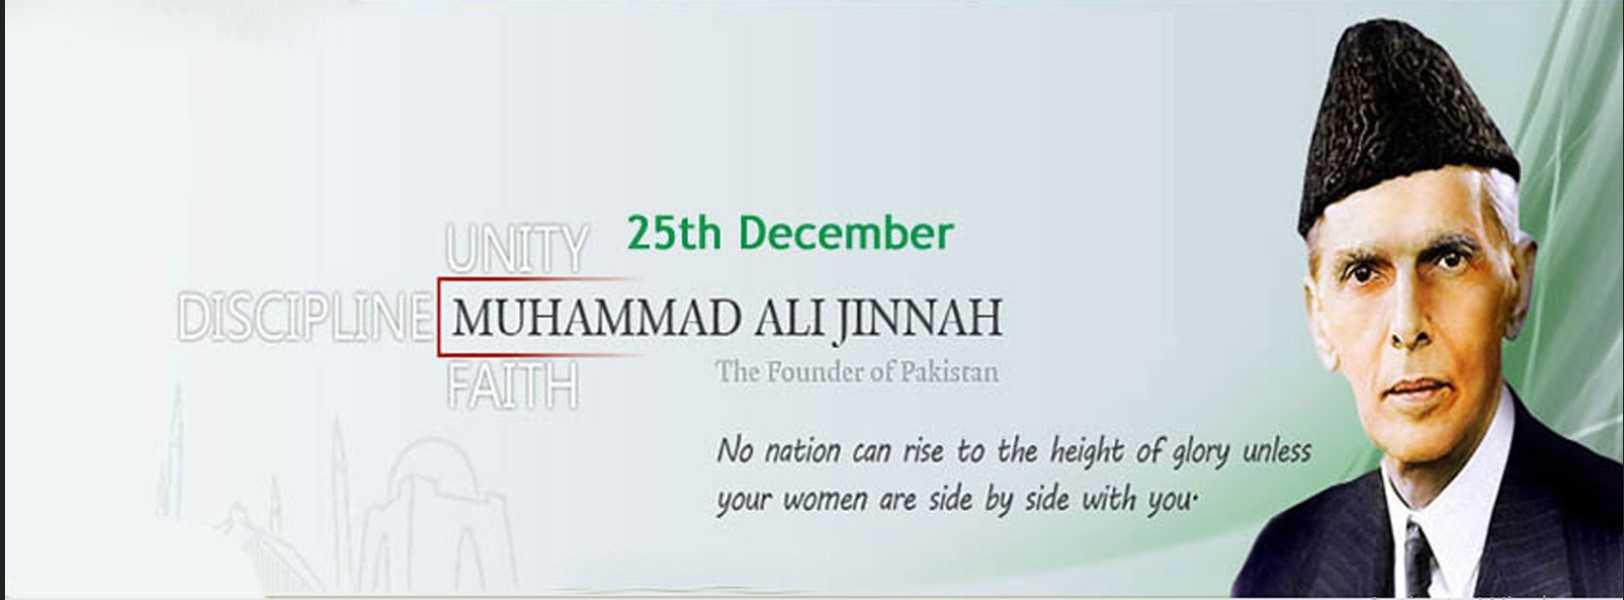 UNITY
25th December
DISCIPLINE
MUHAMMAD ALI JINNAH
FAITH
The Founder of Pakistan
No nation can rise to the height of glory unless
your women are side by side with you.